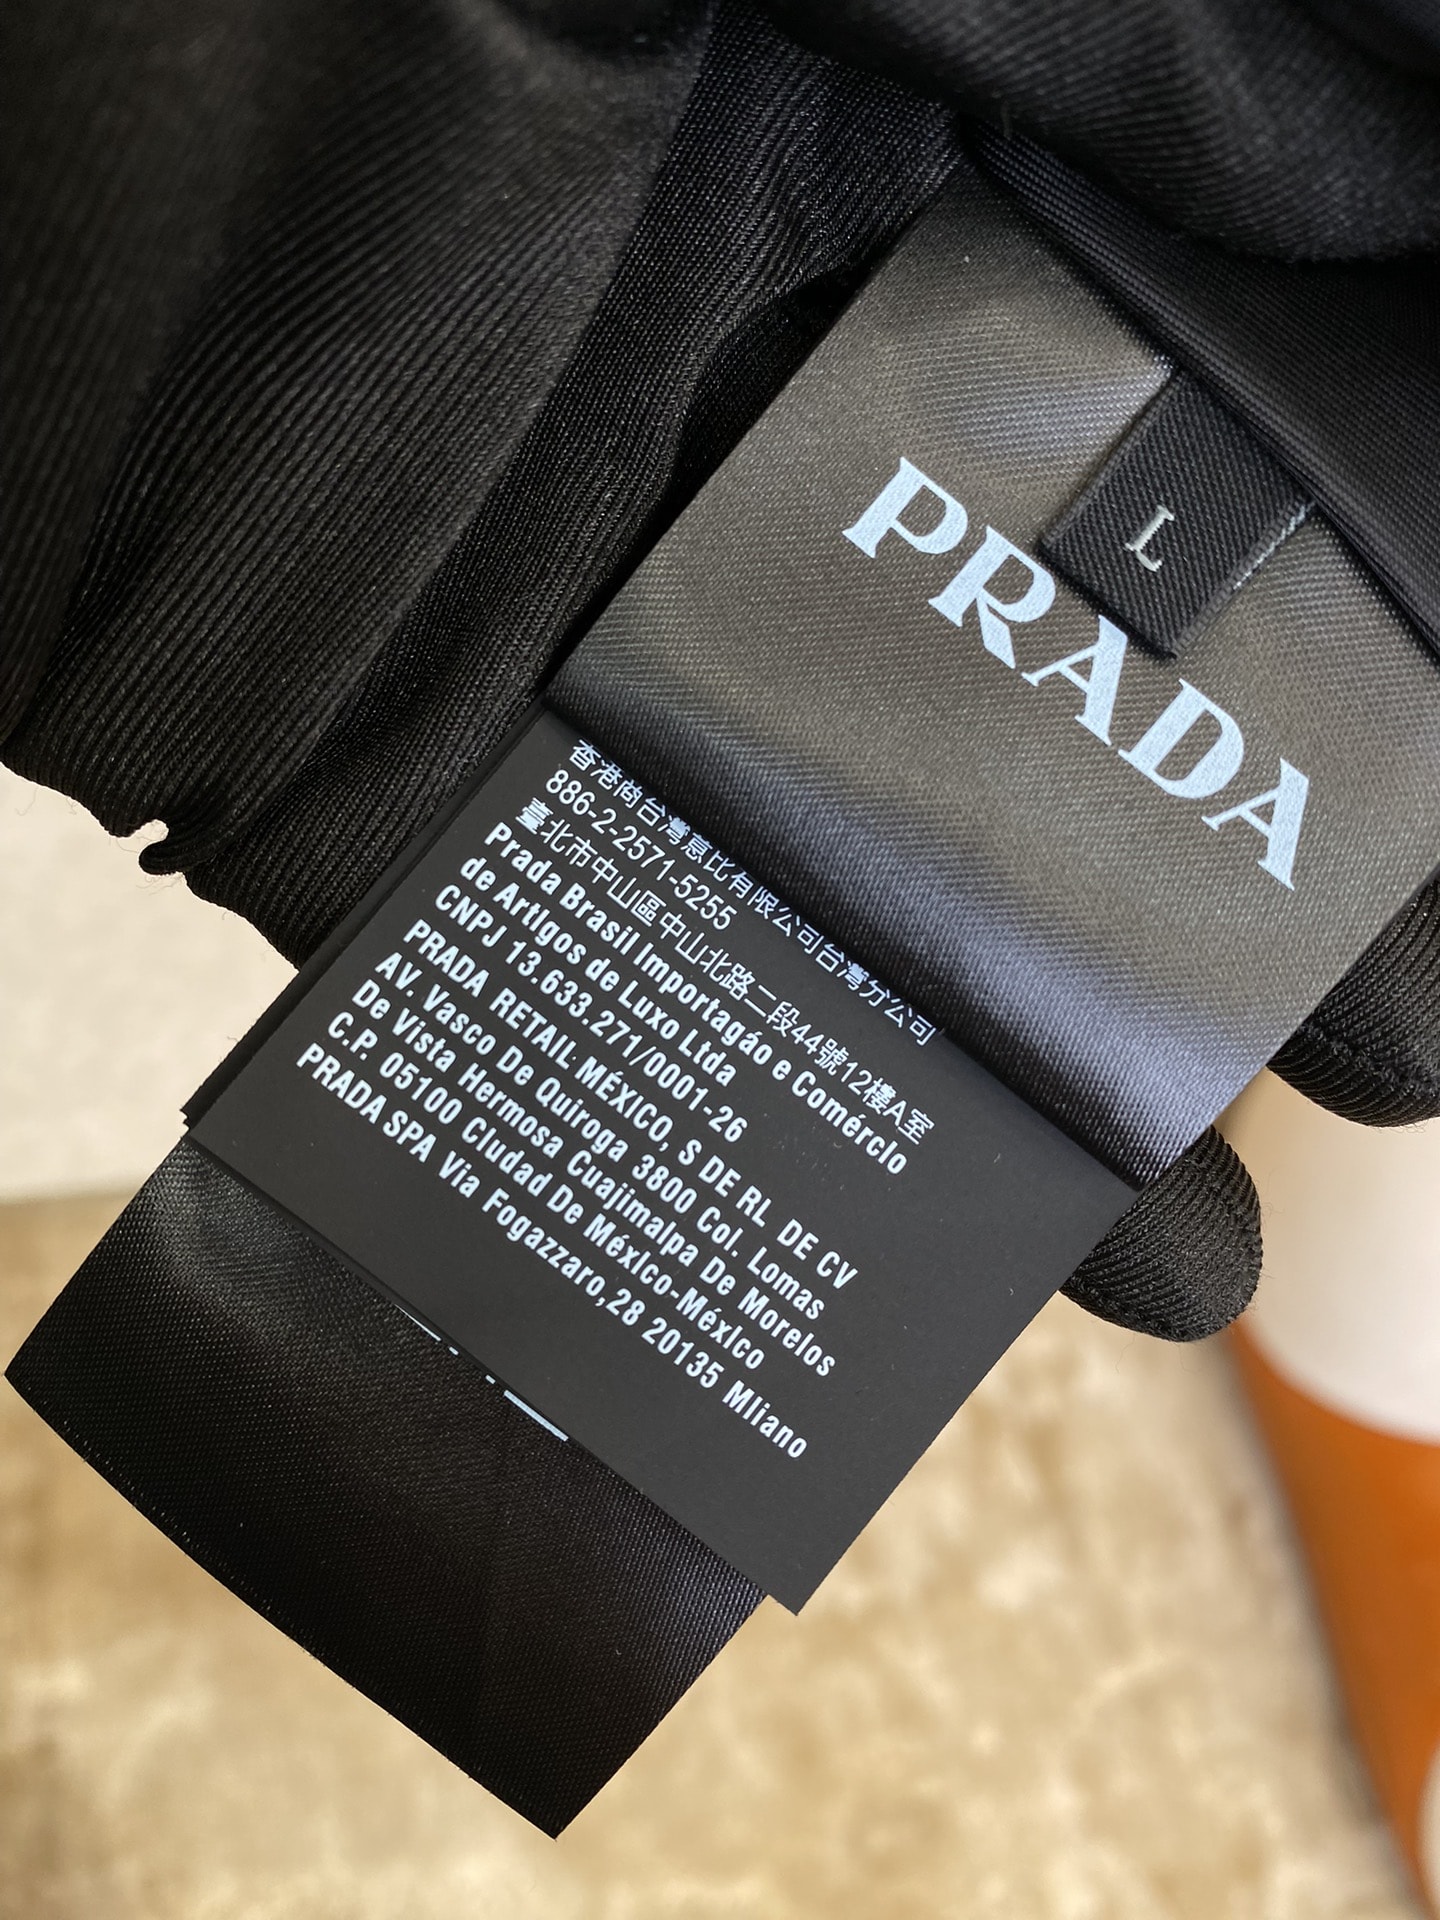 L
PRADA
香港商台灣意比有限公司台灣分公司
886-2-2571-5255
臺北市中山區中山北路二段44號12樓A室
Prada Brasil Importagáo e Comérclo
de Artlgos de Luxo Ltda
CNPJ 13.633.271/0001-26
PRADA RETAIL MÉXICO, S DE RL DE CV
AV. Vasco De Quiroga 3800 Col. Lomas
De Vista Hermosa Cuajimalpa De Morelos
C.P. 05100 Cludad De México-México
PRADA SPA Via Fogazzaro,28 20135 Mliano